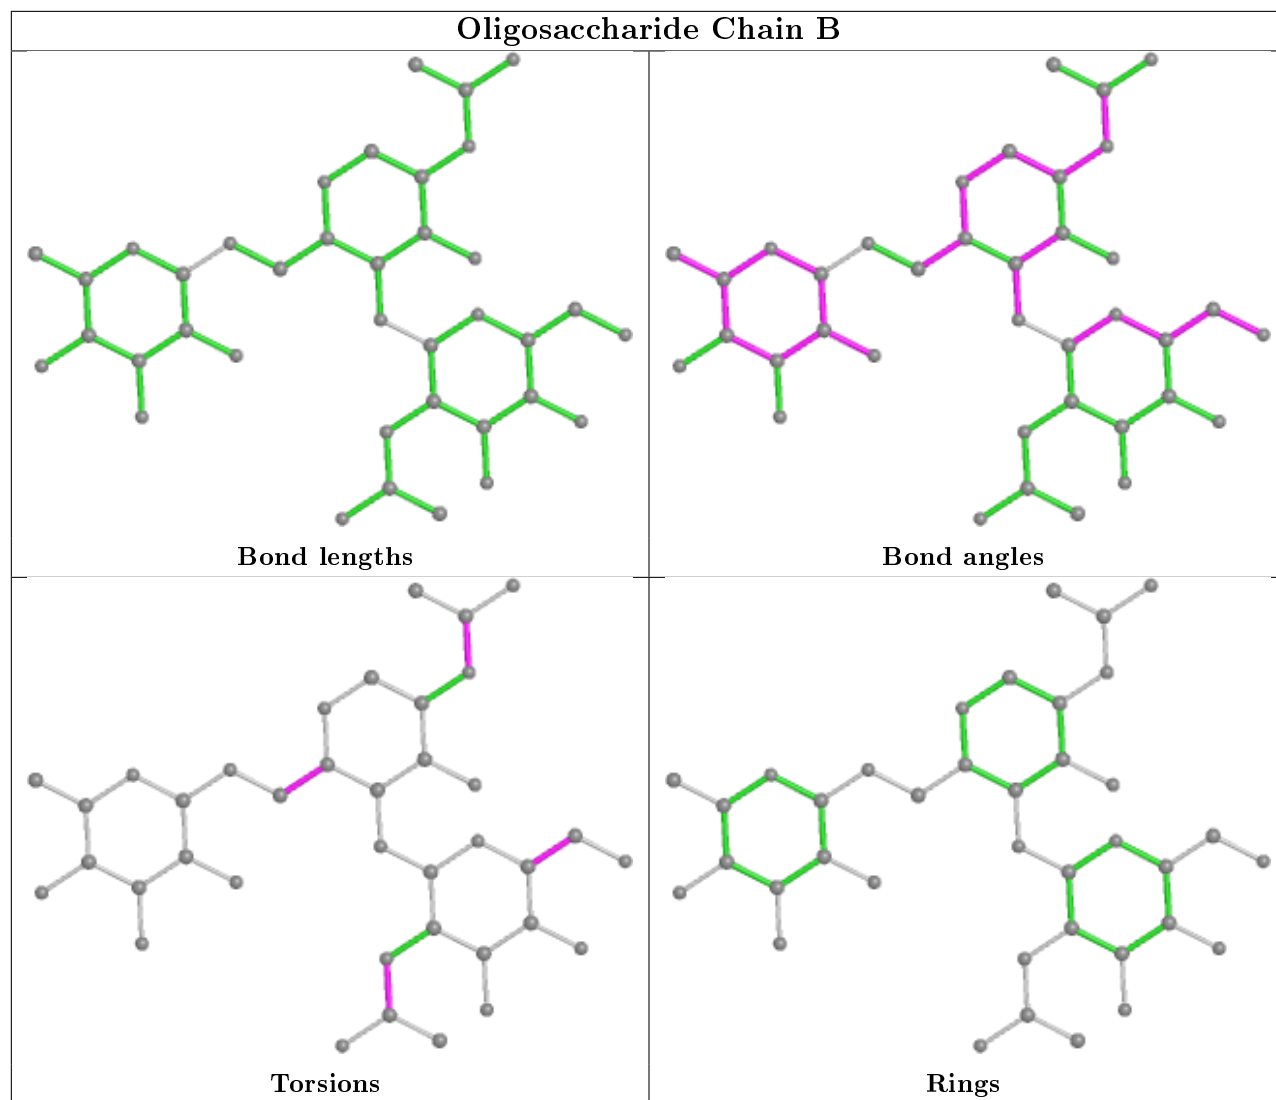 Oligosaccharide Chain B
Bond lengths
Bond angles
Torsions
Rings